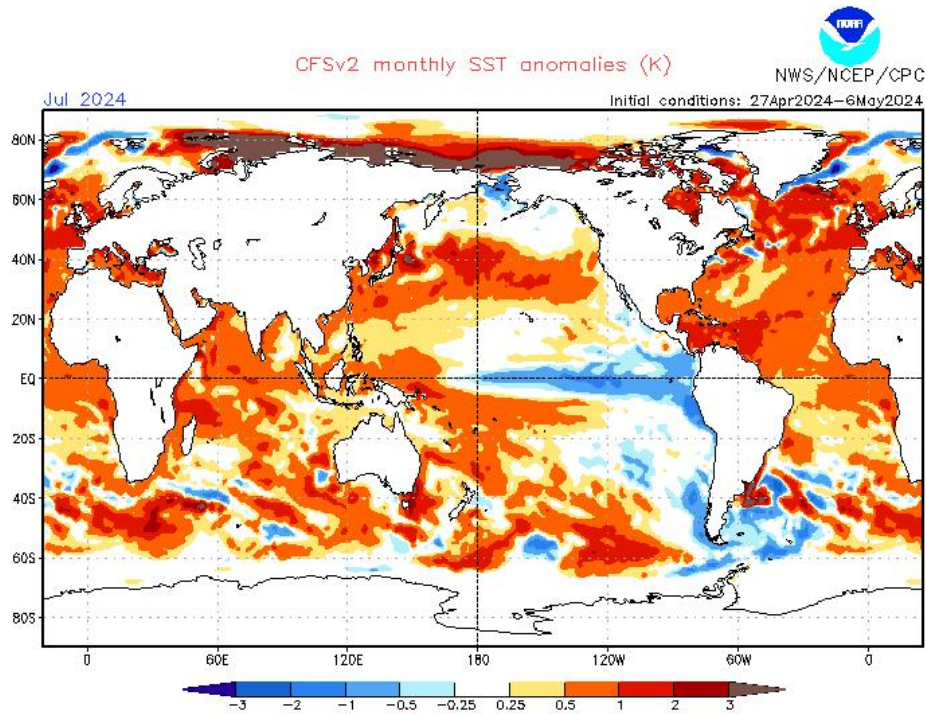 NOAA
CFSv2 monthly SST anomalies (K)
NWS/NCEP/CPC
Jul 2024
Initial conditions: 27Apr2024-6May2024
80N
60N
40N
20N
EQ
20S
40S
60S
80S
0 60E 120E 180 120W 60W 0
-3 -2 -1 -0.5 -0.25 0.25 0.5 1 2 3